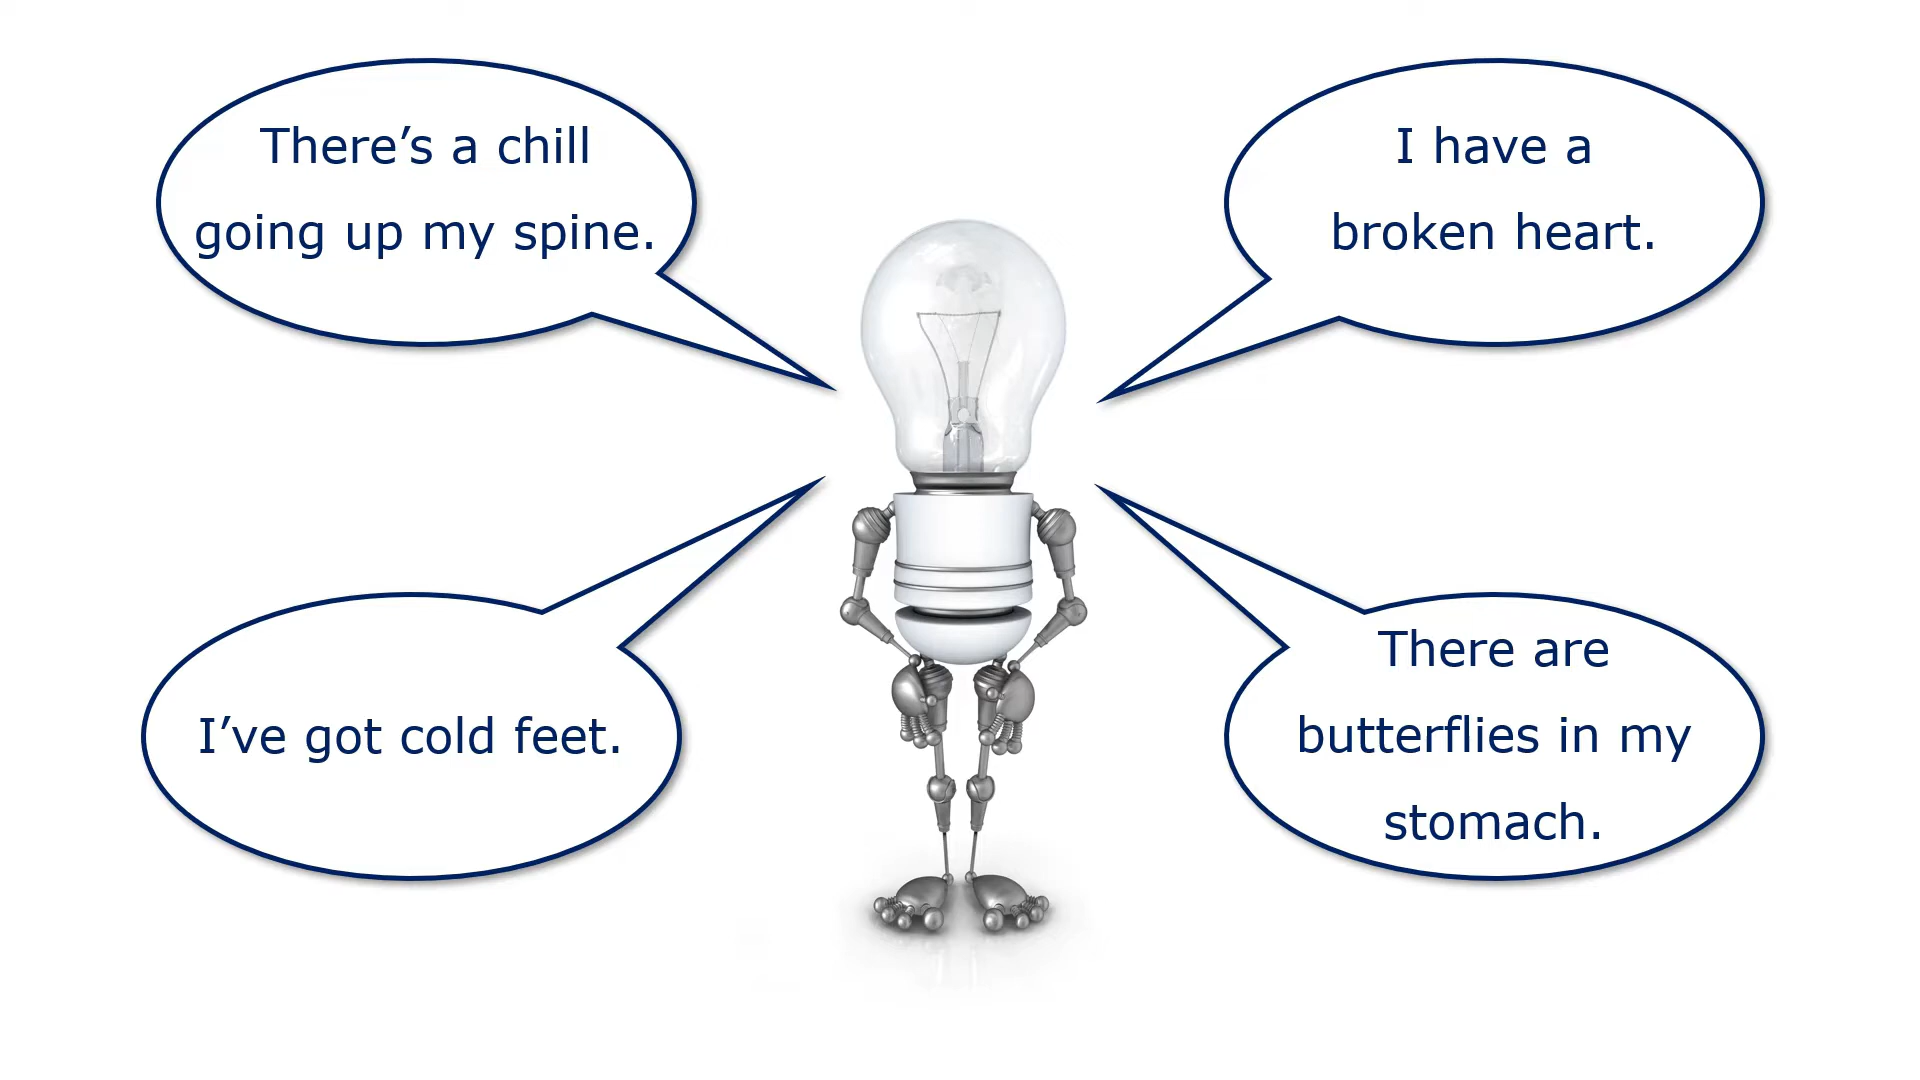 There’s a chill
going up my spine.
I have a
broken heart.
I’ve got cold feet.
There are
butterflies in my
stomach.